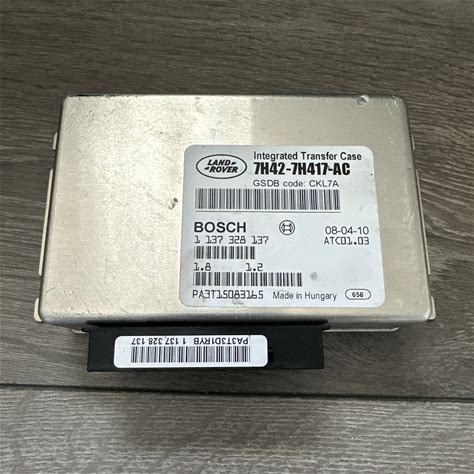 LAND ROVER
Integrated Transfer Case
7H42-7H417-AC
GSDB code: CKL7A
BOSCH
08-04-10
1 137 328 137
ATC01.03
1.8 1.2
PA3T15083165
Made in Hungary
656
PA3T3D1RYB 1 137 328 137